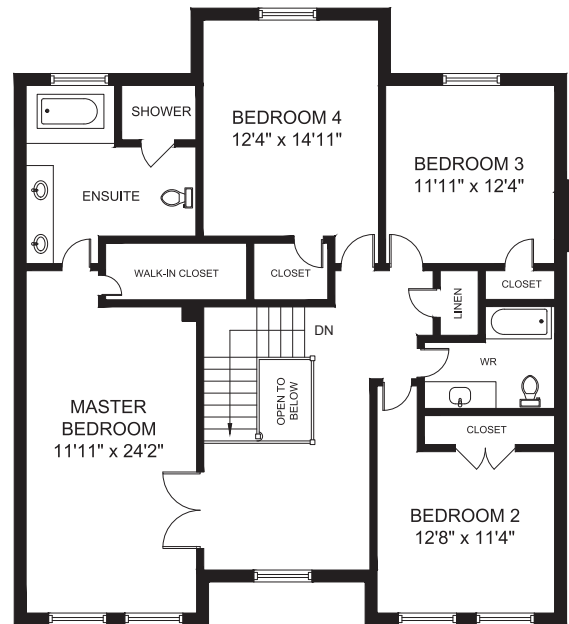 BEDROOM 4
12'4" x 14'11"
SHOWER
BEDROOM 3
11'11" x 12'4"
ENSUITE
WALK-IN CLOSET
CLOSET
CLOSET
LINEN
DN
WR
OPEN TO
BELOW
MASTER
BEDROOM
11'11" x 24'2"
CLOSET
BEDROOM 2
12'8" x 11'4"